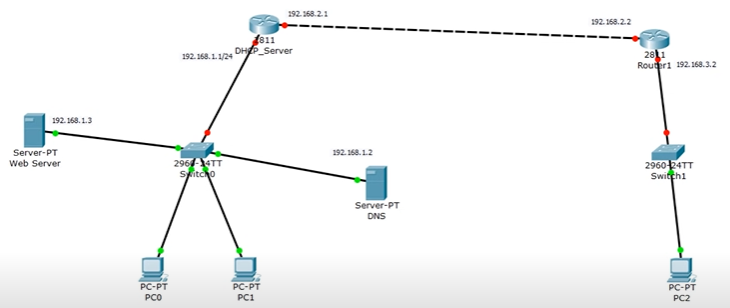 192.168.2.1
2811
DHCP_Server
192.168.1.1/24
192.168.2.2
2811
Router1
192.168.3.2
192.168.1.3
Server-PT
Web Server
2960-24TT
Switch0
192.168.1.2
Server-PT
DNS
2960-24TT
Switch1
PC-PT
PC0
PC-PT
PC1
PC-PT
PC2